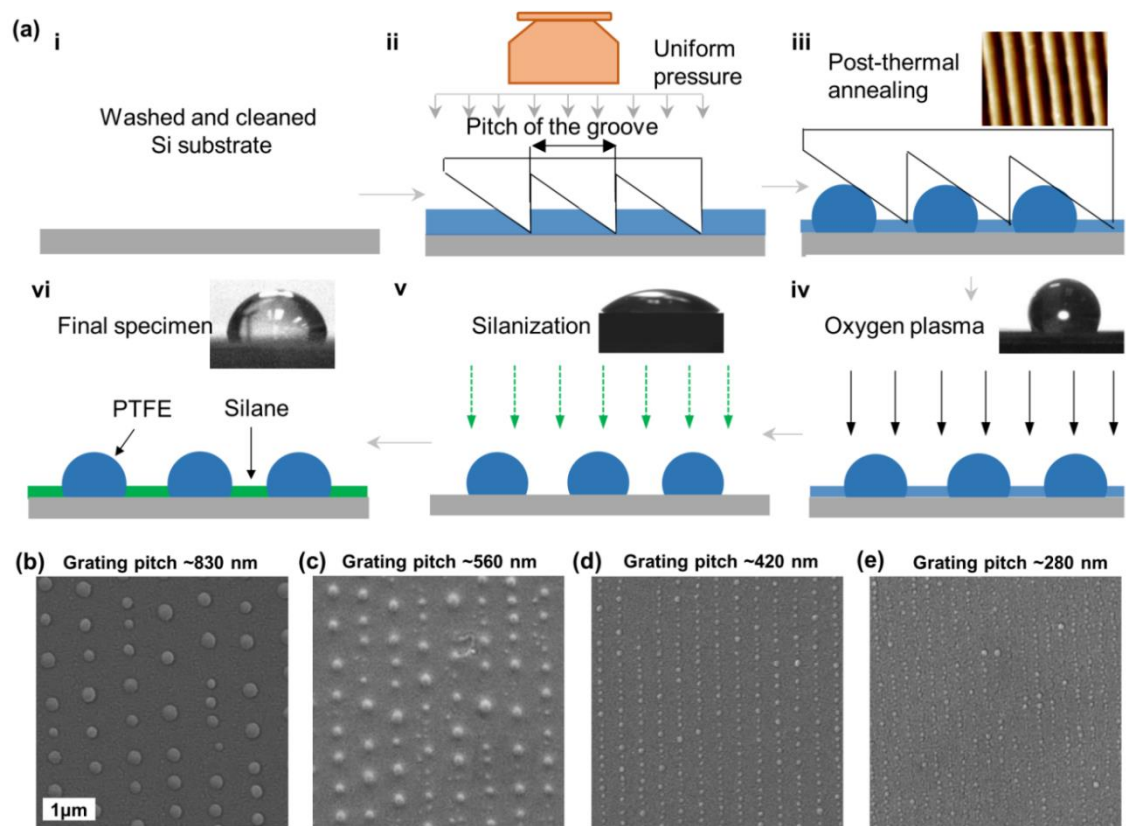 (a)
i
Washed and cleaned
Si substrate
ii
Uniform
pressure
Pitch of the groove
iii
Post-thermal
annealing
vi
Final specimen
PTFE
Silane
v
Silanization
iv
Oxygen plasma
(b) Grating pitch ~830 nm
1µm
(c) Grating pitch ~560 nm
(d) Grating pitch ~420 nm
(e) Grating pitch ~280 nm